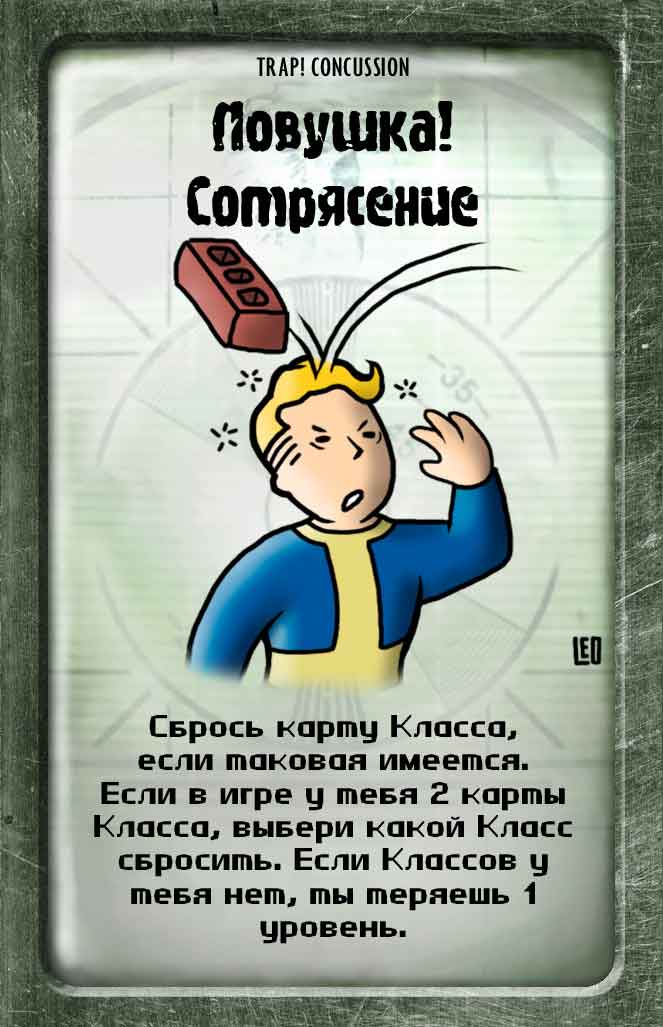 TRAP! CONCUSSION
Ловушка!
Сотрясение
35
LEO
Сбрось карту Класса,
если таковая имеется.
Если в игре у тебя 2 карты
Класса, выбери какой Класс
сбросить. Если Классов у
тебя нет, ты теряешь 1
уровень.